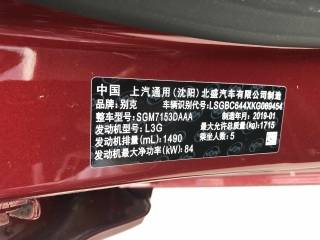 中国 上汽通用(沈阳)北盛汽车有限公司制造
品牌:别克 车辆识别代号:LSGBC644XKG069454
整车型号:SGM7153DAAA 制造年月:2019-01
发动机型号:L3G 最大允许总质量(kg):1715
发动机排量(mL):1490 乘坐人数:5
发动机最大净功率(kW):84